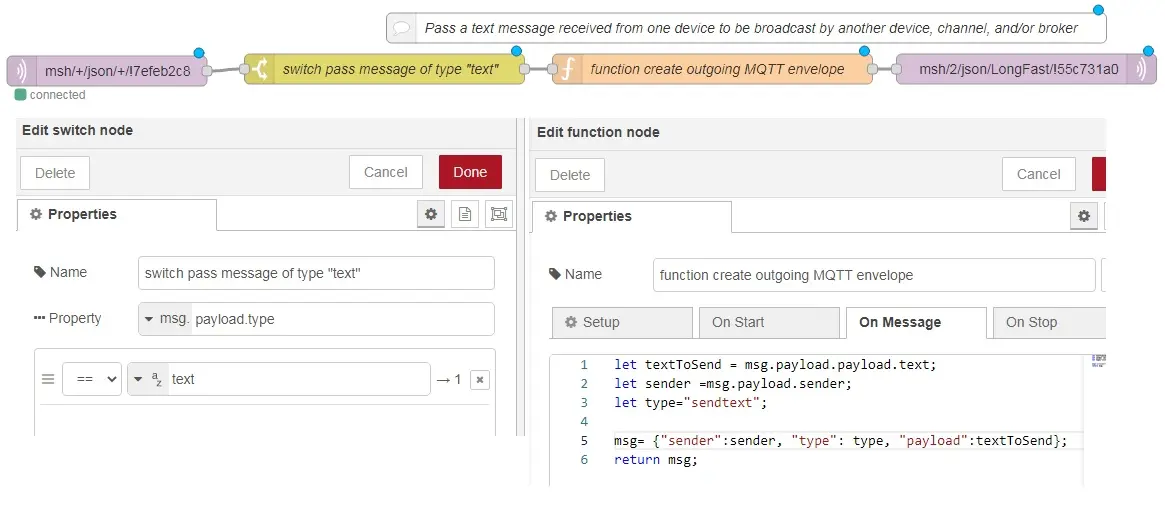 Pass a text message received from one device to be broadcast by another device, channel, and/or broker
msh/+/json/+/!7efeb2c8
switch pass message of type "text"
function create outgoing MQTT envelope
msh/2/json/LongFast/!55c731a0
connected
Edit switch node
Delete
Cancel
Done
Properties
Name
switch pass message of type "text"
Property
msg. payload.type
==
az text
→ 1
Edit function node
Delete
Cancel
Properties
Name
function create outgoing MQTT envelope
Setup
On Start
On Message
On Stop
1 let textToSend = msg.payload.payload.text;
2 let sender =msg.payload.sender;
3 let type="sendtext";
4
5 msg= {"sender":sender, "type": type, "payload":textToSend};
6 return msg;